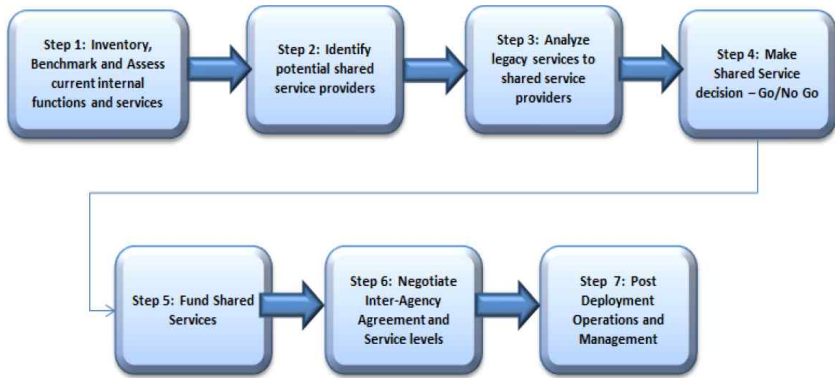 Step 1: Inventory,
Benchmark and Assess
current internal
functions and services
Step 2: Identify
potential shared
service providers
Step 3: Analyze
legacy services to
shared service
providers
Step 4: Make
Shared Service
decision – Go/No Go
Step 5: Fund Shared
Services
Step 6: Negotiate
Inter-Agency
Agreement and
Service levels
Step 7: Post
Deployment
Operations and
Management